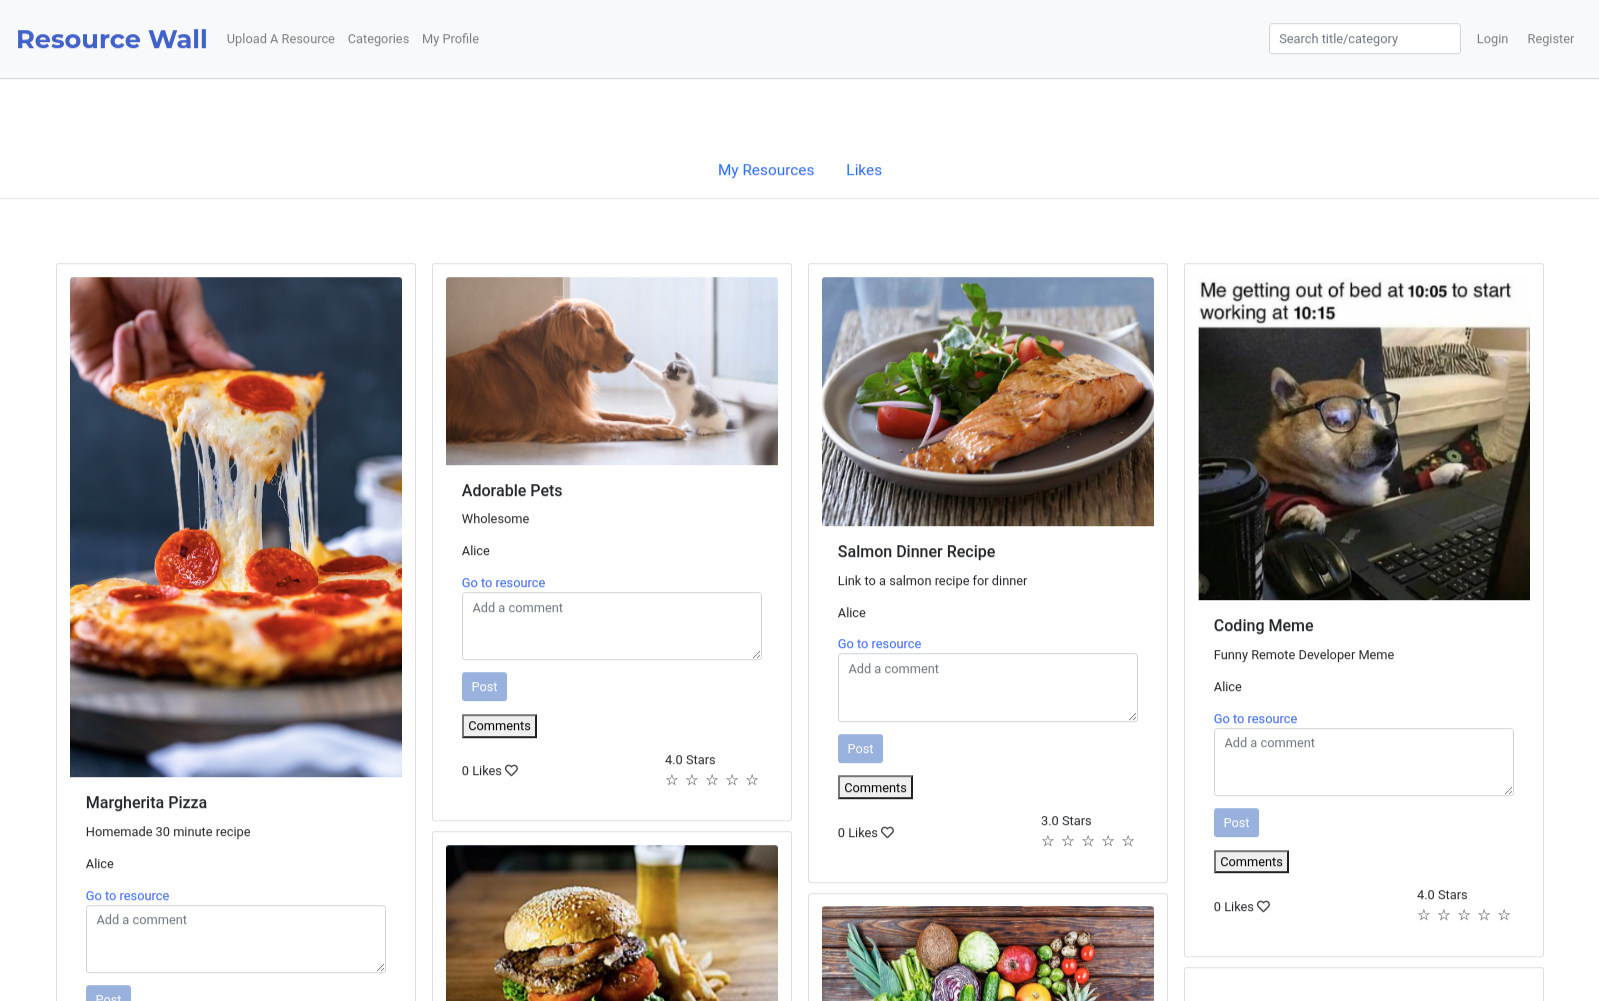 Resource Wall
Upload A Resource
Categories
My Profile
Search title/category
Login
Register
My Resources
Likes
Margherita Pizza
Homemade 30 minute recipe
Alice
Go to resource
Add a comment
Post
Adorable Pets
Wholesome
Alice
Go to resource
Add a comment
Post
Comments
0 Likes
4.0 Stars
Salmon Dinner Recipe
Link to a salmon recipe for dinner
Alice
Go to resource
Add a comment
Post
Comments
0 Likes
3.0 Stars
Me getting out of bed at 10:05 to start
working at 10:15
Coding Meme
Funny Remote Developer Meme
Alice
Go to resource
Add a comment
Post
Comments
0 Likes
4.0 Stars